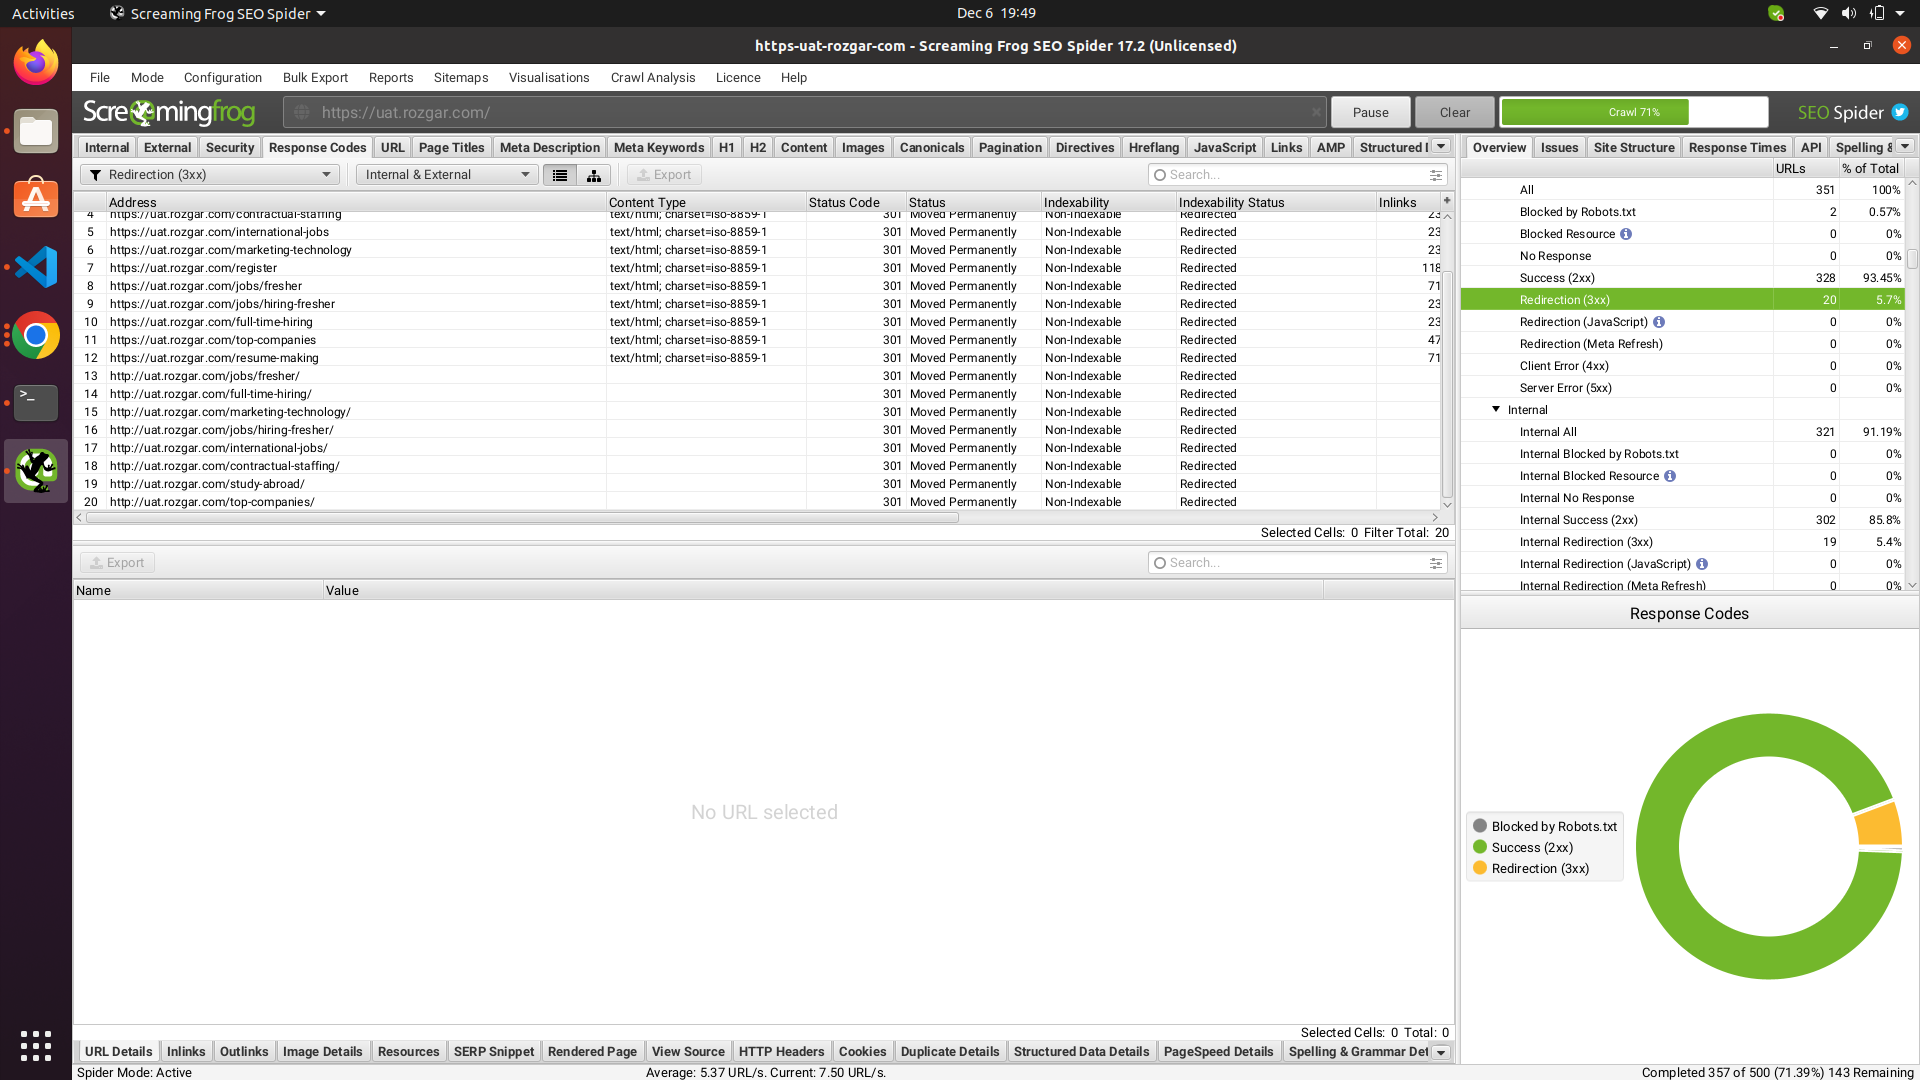 Activities
Screaming Frog SEO Spider
Dec 6 19:49
https-uat-rozgar-com - Screaming Frog SEO Spider 17.2 (Unlicensed)
File Mode Configuration Bulk Export Reports Sitemaps Visualisations Crawl Analysis Licence Help
Screamingfrog
https://uat.rozgar.com/
Pause
Clear
Crawl 71%
SEO Spider
Internal External Security Response Codes URL Page Titles Meta Description Meta Keywords H1 H2 Content Images Canonicals Pagination Directives Hreflang JavaScript Links AMP Structured
Redirection (3xx)
Internal & External
Export
Search...
Address Content Type Status Code Status Indexability Indexability Status Inlinks
4 https://uat.rozgar.com/contractual-staffing text/html; charset=iso-8859-1 301 Moved Permanently Non-Indexable Redirected 23
5 https://uat.rozgar.com/international-jobs text/html; charset=iso-8859-1 301 Moved Permanently Non-Indexable Redirected 23
6 https://uat.rozgar.com/marketing-technology text/html; charset=iso-8859-1 301 Moved Permanently Non-Indexable Redirected 23
7 https://uat.rozgar.com/register text/html; charset=iso-8859-1 301 Moved Permanently Non-Indexable Redirected 118
8 https://uat.rozgar.com/jobs/fresher text/html; charset=iso-8859-1 301 Moved Permanently Non-Indexable Redirected 71
9 https://uat.rozgar.com/jobs/hiring-fresher text/html; charset=iso-8859-1 301 Moved Permanently Non-Indexable Redirected 23
10 https://uat.rozgar.com/full-time-hiring text/html; charset=iso-8859-1 301 Moved Permanently Non-Indexable Redirected 23
11 https://uat.rozgar.com/top-companies text/html; charset=iso-8859-1 301 Moved Permanently Non-Indexable Redirected 47
12 https://uat.rozgar.com/resume-making text/html; charset=iso-8859-1 301 Moved Permanently Non-Indexable Redirected 71
13 http://uat.rozgar.com/jobs/fresher/ 301 Moved Permanently Non-Indexable Redirected
14 http://uat.rozgar.com/full-time-hiring/ 301 Moved Permanently Non-Indexable Redirected
15 http://uat.rozgar.com/marketing-technology/ 301 Moved Permanently Non-Indexable Redirected
16 http://uat.rozgar.com/jobs/hiring-fresher/ 301 Moved Permanently Non-Indexable Redirected
17 http://uat.rozgar.com/international-jobs/ 301 Moved Permanently Non-Indexable Redirected
18 http://uat.rozgar.com/contractual-staffing/ 301 Moved Permanently Non-Indexable Redirected
19 http://uat.rozgar.com/study-abroad/ 301 Moved Permanently Non-Indexable Redirected
20 http://uat.rozgar.com/top-companies/ 301 Moved Permanently Non-Indexable Redirected
Selected Cells: 0 Filter Total: 20
Export
Search...
Name Value
No URL selected
Selected Cells: 0 Total: 0
URL Details Inlinks Outlinks Image Details Resources SERP Snippet Rendered Page View Source HTTP Headers Cookies Duplicate Details Structured Data Details PageSpeed Details Spelling & Grammar Det
Spider Mode: Active
Average: 5.37 URL/s. Current: 7.50 URL/s.
Completed 357 of 500 (71.39%) 143 Remaining
Overview Issues Site Structure Response Times API Spelling &
URLs % of Total
All 351 100%
Blocked by Robots.txt 2 0.57%
Blocked Resource 0 0%
No Response 0 0%
Success (2xx) 328 93.45%
Redirection (3xx) 20 5.7%
Redirection (JavaScript) 0 0%
Redirection (Meta Refresh) 0 0%
Client Error (4xx) 0 0%
Server Error (5xx) 0 0%
Internal
Internal All 321 91.19%
Internal Blocked by Robots.txt 0 0%
Internal Blocked Resource 0 0%
Internal No Response 0 0%
Internal Success (2xx) 302 85.8%
Internal Redirection (3xx) 19 5.4%
Internal Redirection (JavaScript) 0 0%
Internal Redirection (Meta Refresh) 0 0%
Response Codes
Blocked by Robots.txt
Success (2xx)
Redirection (3xx)